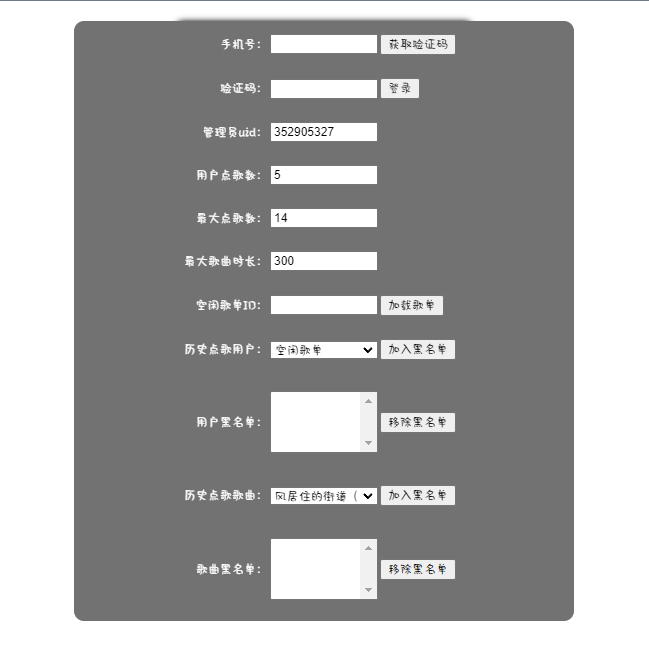 手机号： 获取验证码
验证码： 登录
管理员uid： 352905327
用户点歌数： 5
最大点歌数： 14
最大歌曲时长： 300
空闲歌单ID： 加载歌单
历史点歌用户： 空闲歌单 加入黑名单
用户黑名单： 移除黑名单
历史点歌歌曲： 风居住的街道（ 加入黑名单
歌曲黑名单： 移除黑名单